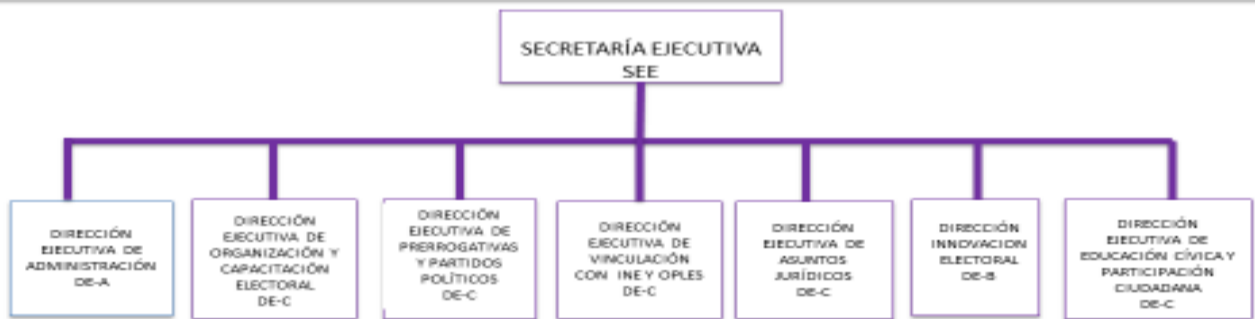 SECRETARÍA EJECUTIVA
SEE
DIRECCIÓN
EJECUTIVA DE
ADMINISTRACIÓN
DE-A
DIRECCIÓN
EJECUTIVA DE
ORGANIZACIÓN Y
CAPACITACIÓN
ELECTORAL
DE-C
DIRECCIÓN
EJECUTIVA DE
PRERROGATIVAS
Y PARTIDOS
POLÍTICOS
DE-C
DIRECCIÓN
EJECUTIVA DE
VINCULACIÓN
CON INE Y OPLES
DE-C
DIRECCIÓN
EJECUTIVA DE
ASUNTOS
JURÍDICOS
DE-C
DIRECCIÓN
INNOVACION
ELECTORAL
DE-B
DIRECCIÓN
EJECUTIVA DE
EDUCACIÓN CÍVICA Y
PARTICIPACIÓN
CIUDADANA
DE-C